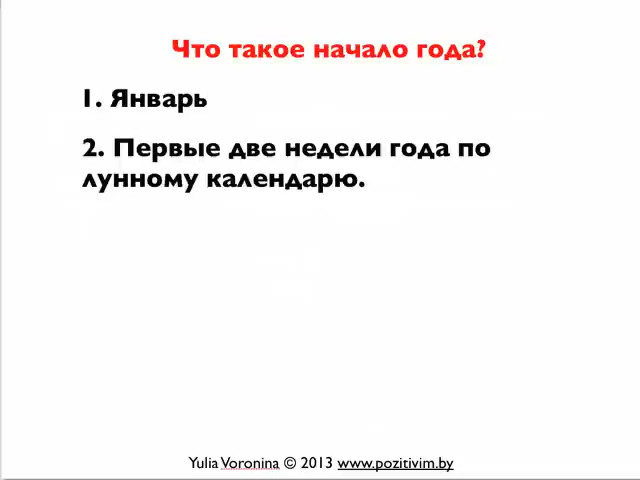 Что такое начало года?
1. Январь
2. Первые две недели года по
лунному календарю.
Yulia Voronina © 2013 www.pozitivim.by